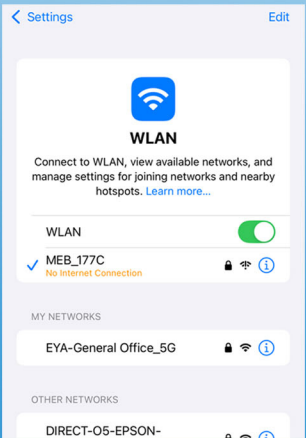 Settings
Edit
WLAN
Connect to WLAN, view available networks, and
manage settings for joining networks and nearby
hotspots. Learn more...
WLAN
MEB_177C
No Internet Connection
MY NETWORKS
EYA-General Office_5G
OTHER NETWORKS
DIRECT-05-EPSON-